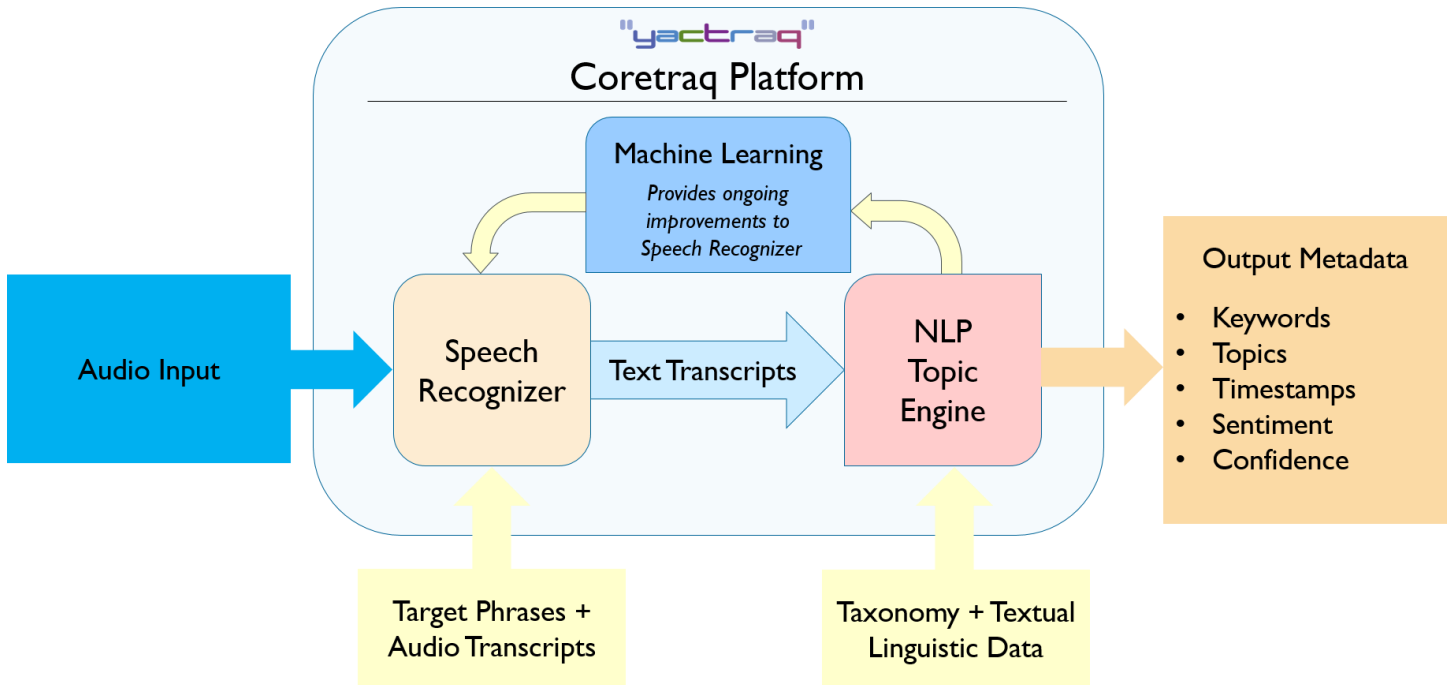 "yactraq"
Coretraq Platform
Machine Learning
Provides ongoing
improvements to
Speech Recognizer
Audio Input
Speech
Recognizer
Text Transcripts
NLP
Topic
Engine
Output Metadata
• Keywords
• Topics
• Timestamps
• Sentiment
• Confidence
Target Phrases +
Audio Transcripts
Taxonomy + Textual
Linguistic Data